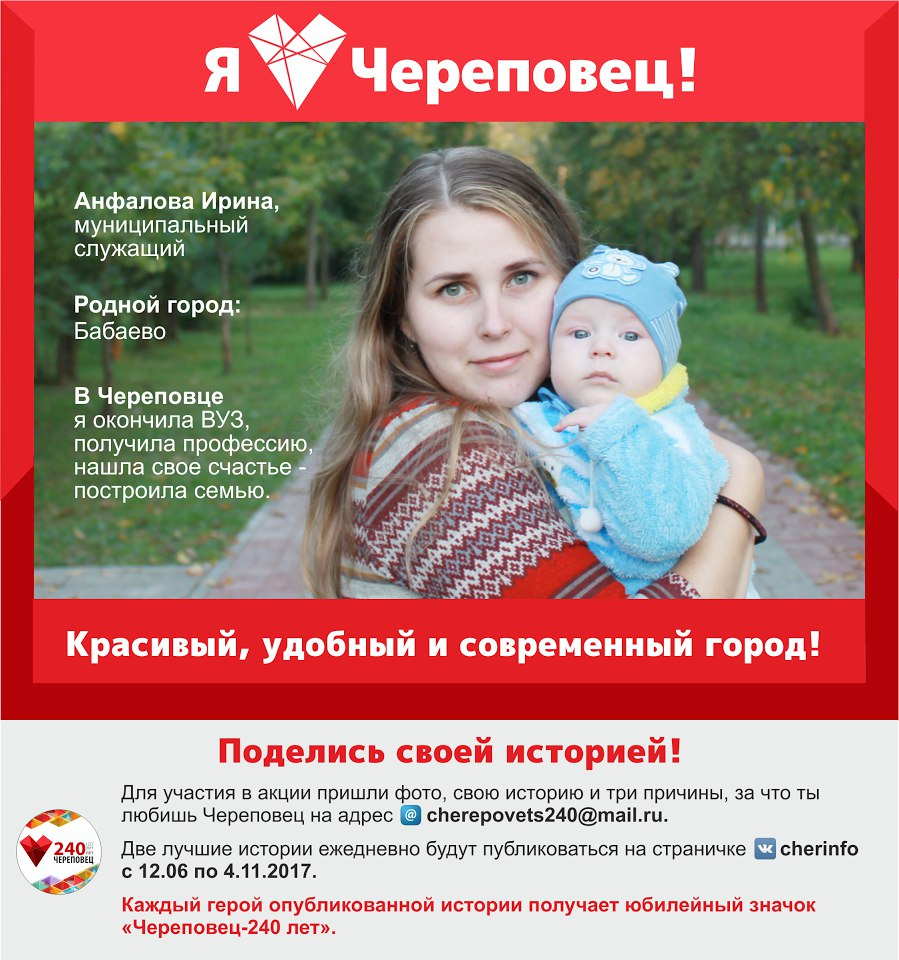 Я Череповец!
Анфалова Ирина,
муниципальный
служащий
Родной город:
Бабаево
В Череповце
я окончила ВУЗ,
получила профессию,
нашла свое счастье -
построила семью.
Красивый, удобный и современный город!
Поделись своей историей!
Для участия в акции пришли фото, свою историю и три причины, за что ты
любишь Череповец на адрес @ cherepovets240@mail.ru.
Две лучшие истории ежедневно будут публиковаться на страничке cherinfo
с 12.06 по 4.11.2017.
240
ЧЕРЕПОВЕЦ
Каждый герой опубликованной истории получает юбилейный значок
«Череповец-240 лет».